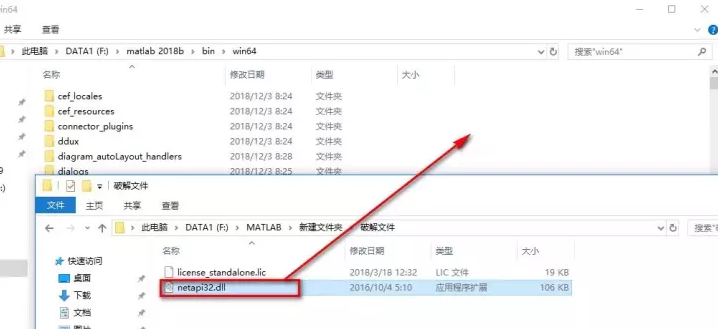 win64
共享 查看
此电脑 › DATA1 (F:) › matlab 2018b › bin › win64
搜索"win64"
名称 修改日期 类型 大小
cef_locales 2018/12/3 8:24 文件夹
cef_resources 2018/12/3 8:24 文件夹
connector_plugins 2018/12/3 8:24 文件夹
ddux 2018/12/3 8:24 文件夹
diagram_autoLayout_handlers 2018/12/3 8:28 文件夹
dialogs 2018/12/3 8:25 文件夹
破解文件
文件 主页 共享 查看
此电脑 › DATA1 (F:) › MATLAB › 新建文件夹 › 破解文件
搜索"破
名称 修改日期 类型 大小
快速访问
license_standalone.lic 2018/3/18 12:32 LIC 文件 19 KB
桌面
netapi32.dll 2016/10/4 5:10 应用程序扩展 106 KB
下载
文档